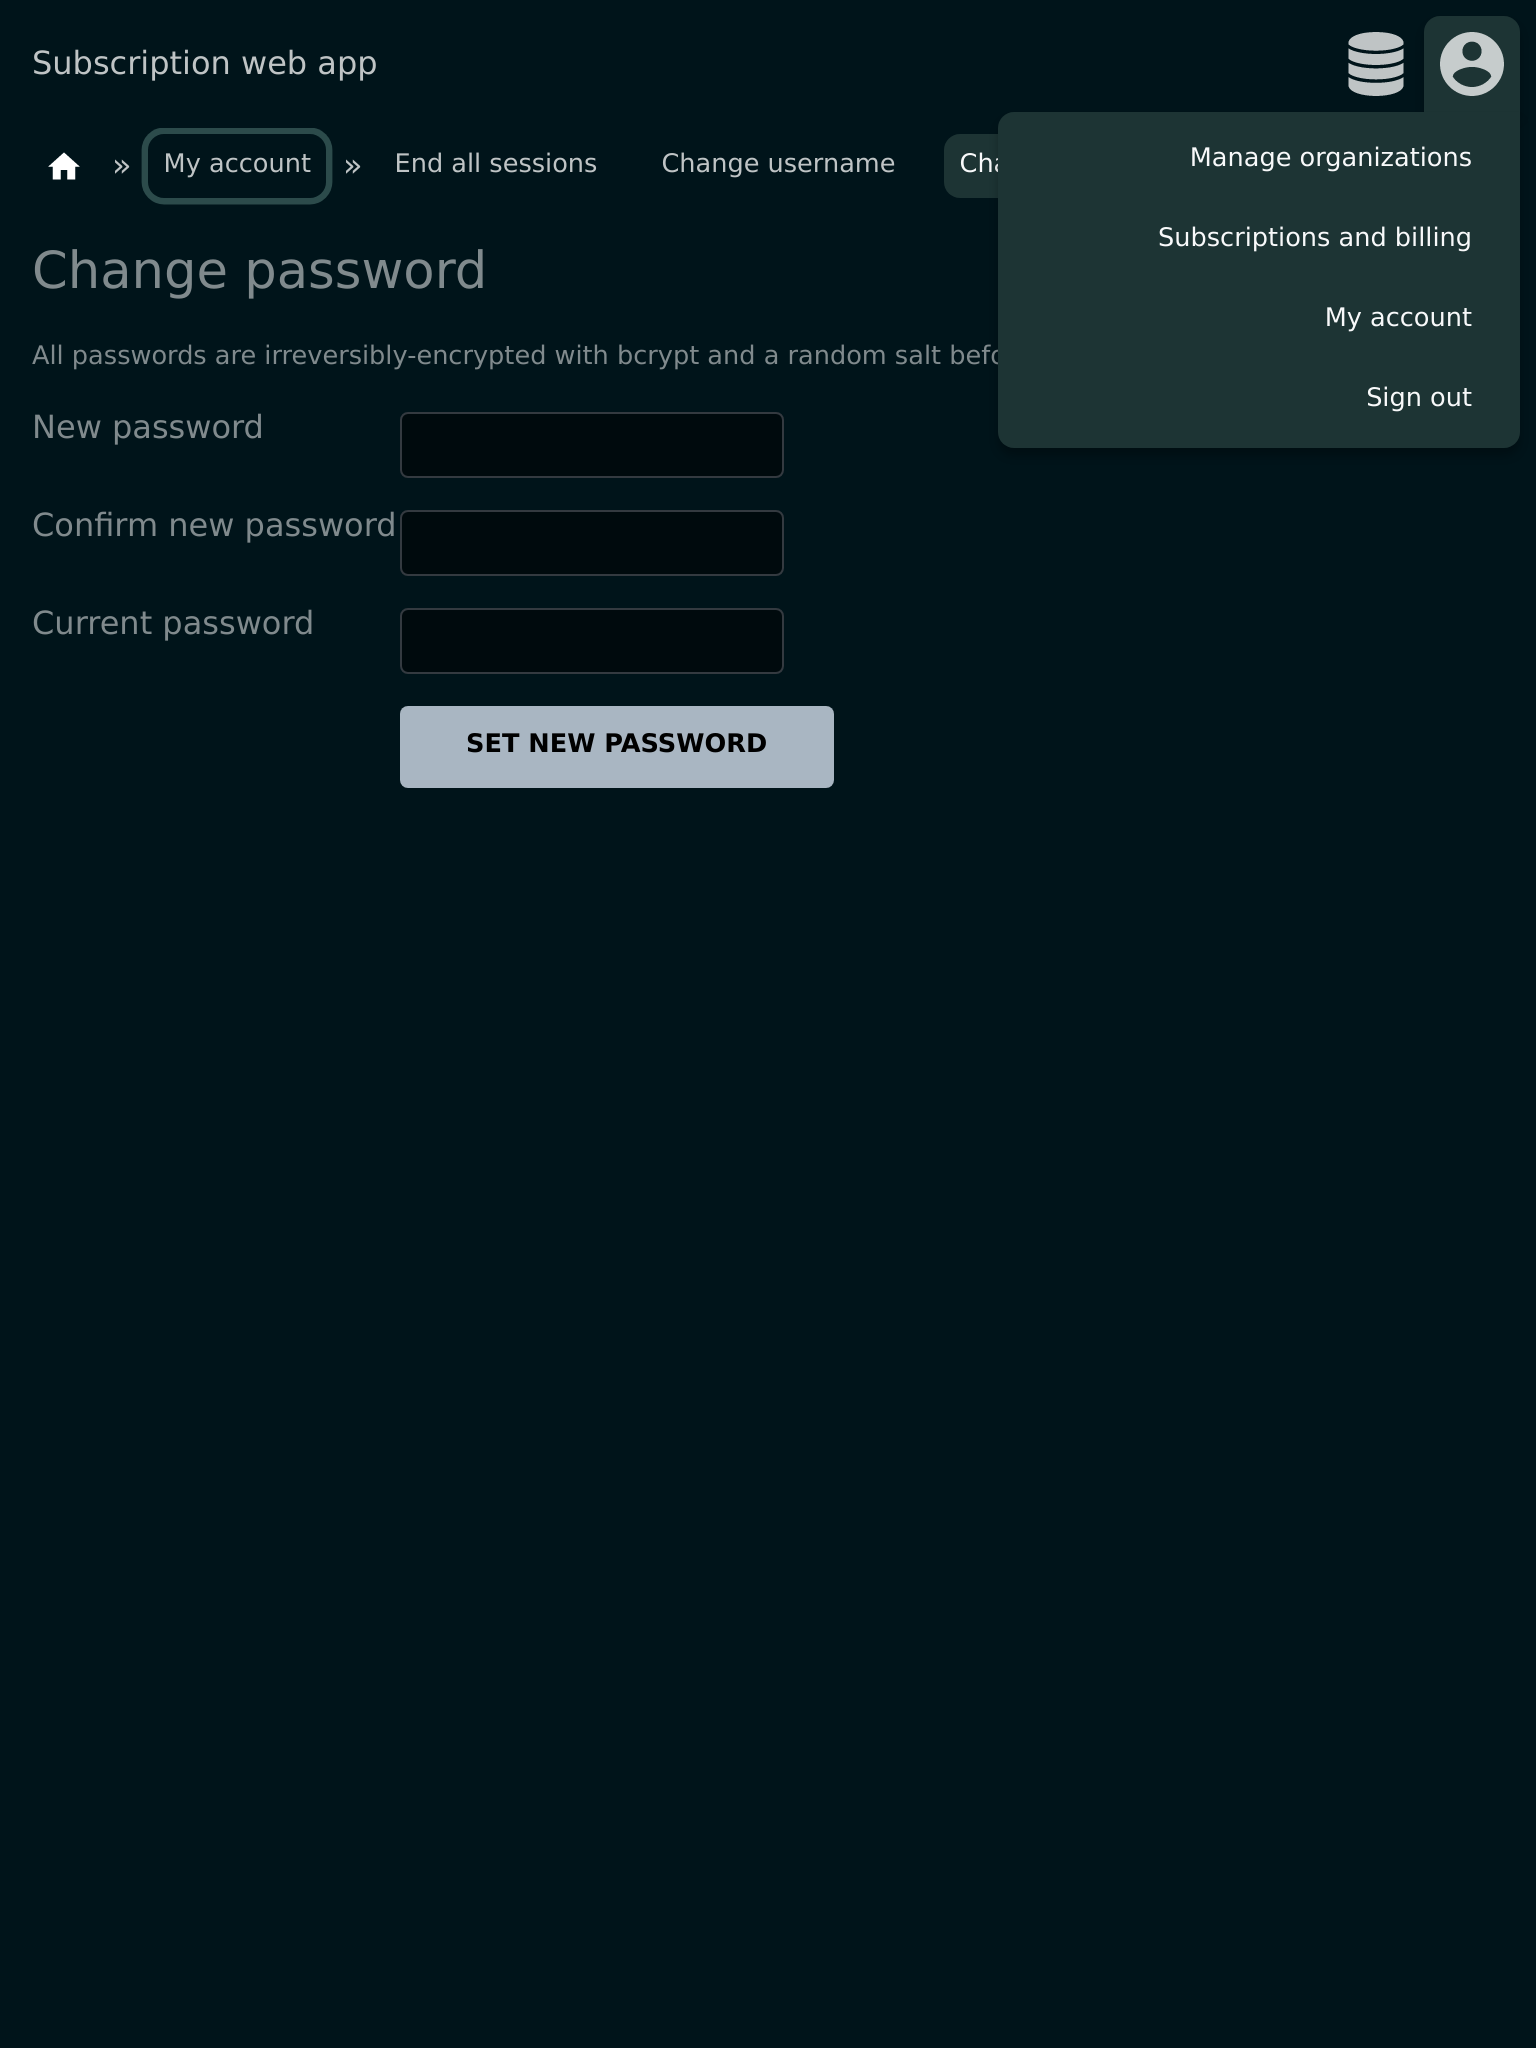 Subscription web app
» My account » End all sessions Change username
Manage organizations
Subscriptions and billing
My account
Sign out
Change password
All passwords are irreversibly-encrypted with bcrypt and a random salt
New password
Confirm new password
Current password
SET NEW PASSWORD